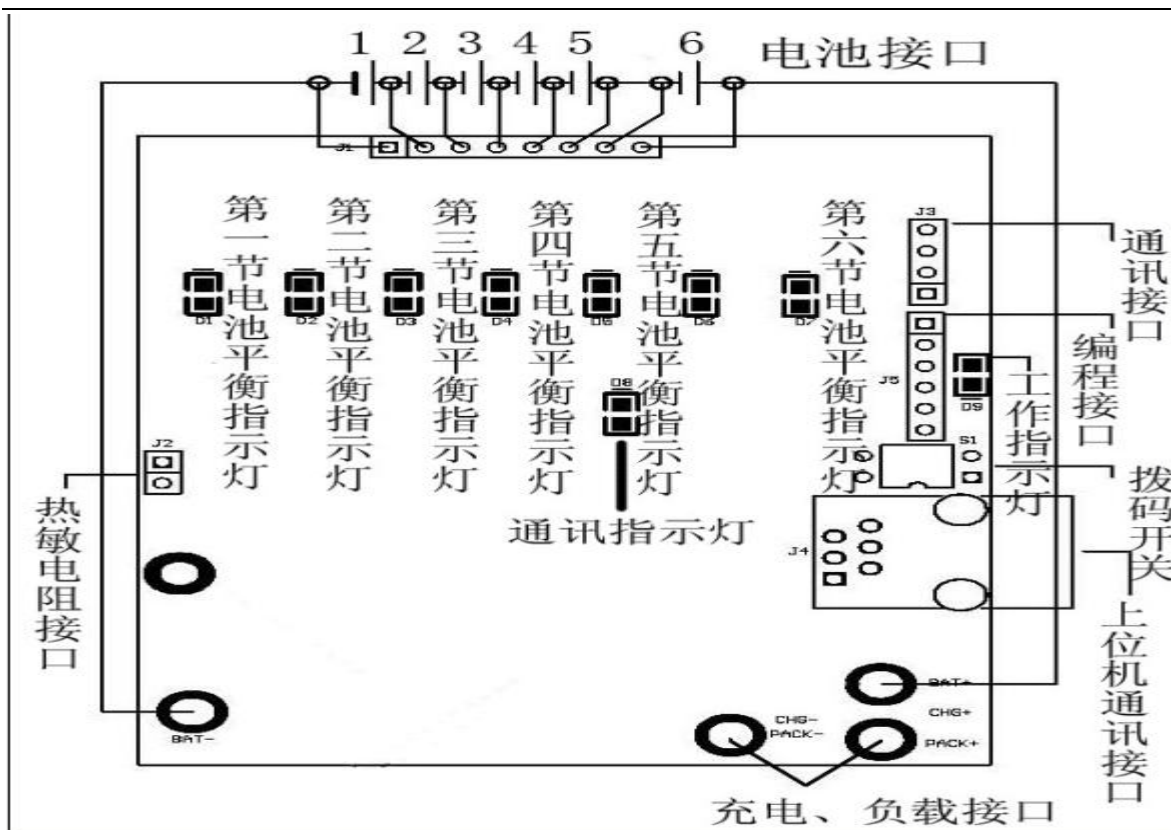 1 2 3 4 5 6
电池接口
J1
第一节电池平衡指示灯
第二节电池平衡指示灯
第三节电池平衡指示灯
第四节电池平衡指示灯
第五节电池平衡指示灯
第六节电池平衡指示灯
D1
D2
D3
D4
D5
D6
D7
J3
通讯接口
J5
编程接口
D8
通讯指示灯
D9
工作指示灯
S1
拨码开关
J2
热敏电阻接口
J4
上位机通讯接口
BAT-
BAT+
CHG-
PACK-
CHG+
PACK+
充电、负载接口